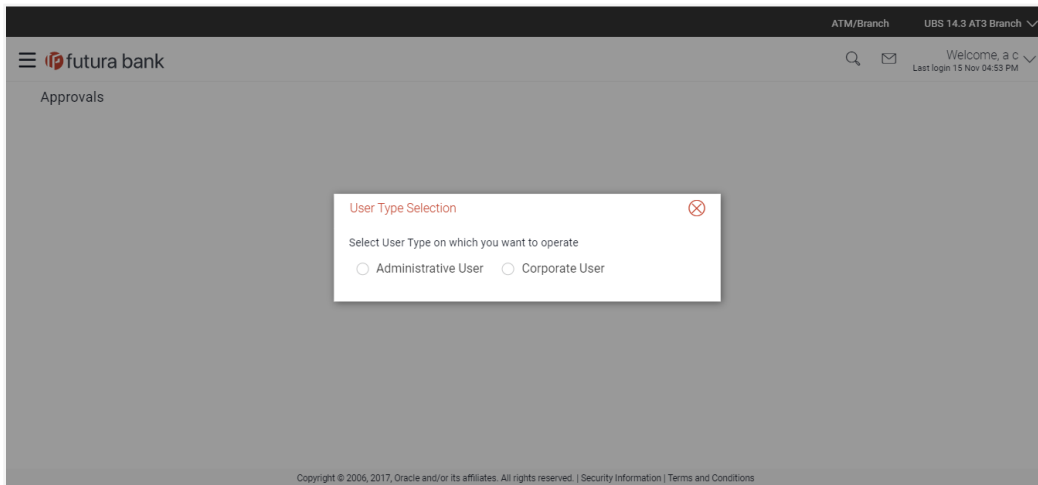 ATM/Branch UBS 14.3 AT3 Branch
futura bank
Welcome, a c
Last login 15 Nov 04:53 PM
Approvals
User Type Selection
Select User Type on which you want to operate
Administrative User Corporate User
Copyright © 2006, 2017, Oracle and/or its affiliates. All rights reserved. | Security Information | Terms and Conditions